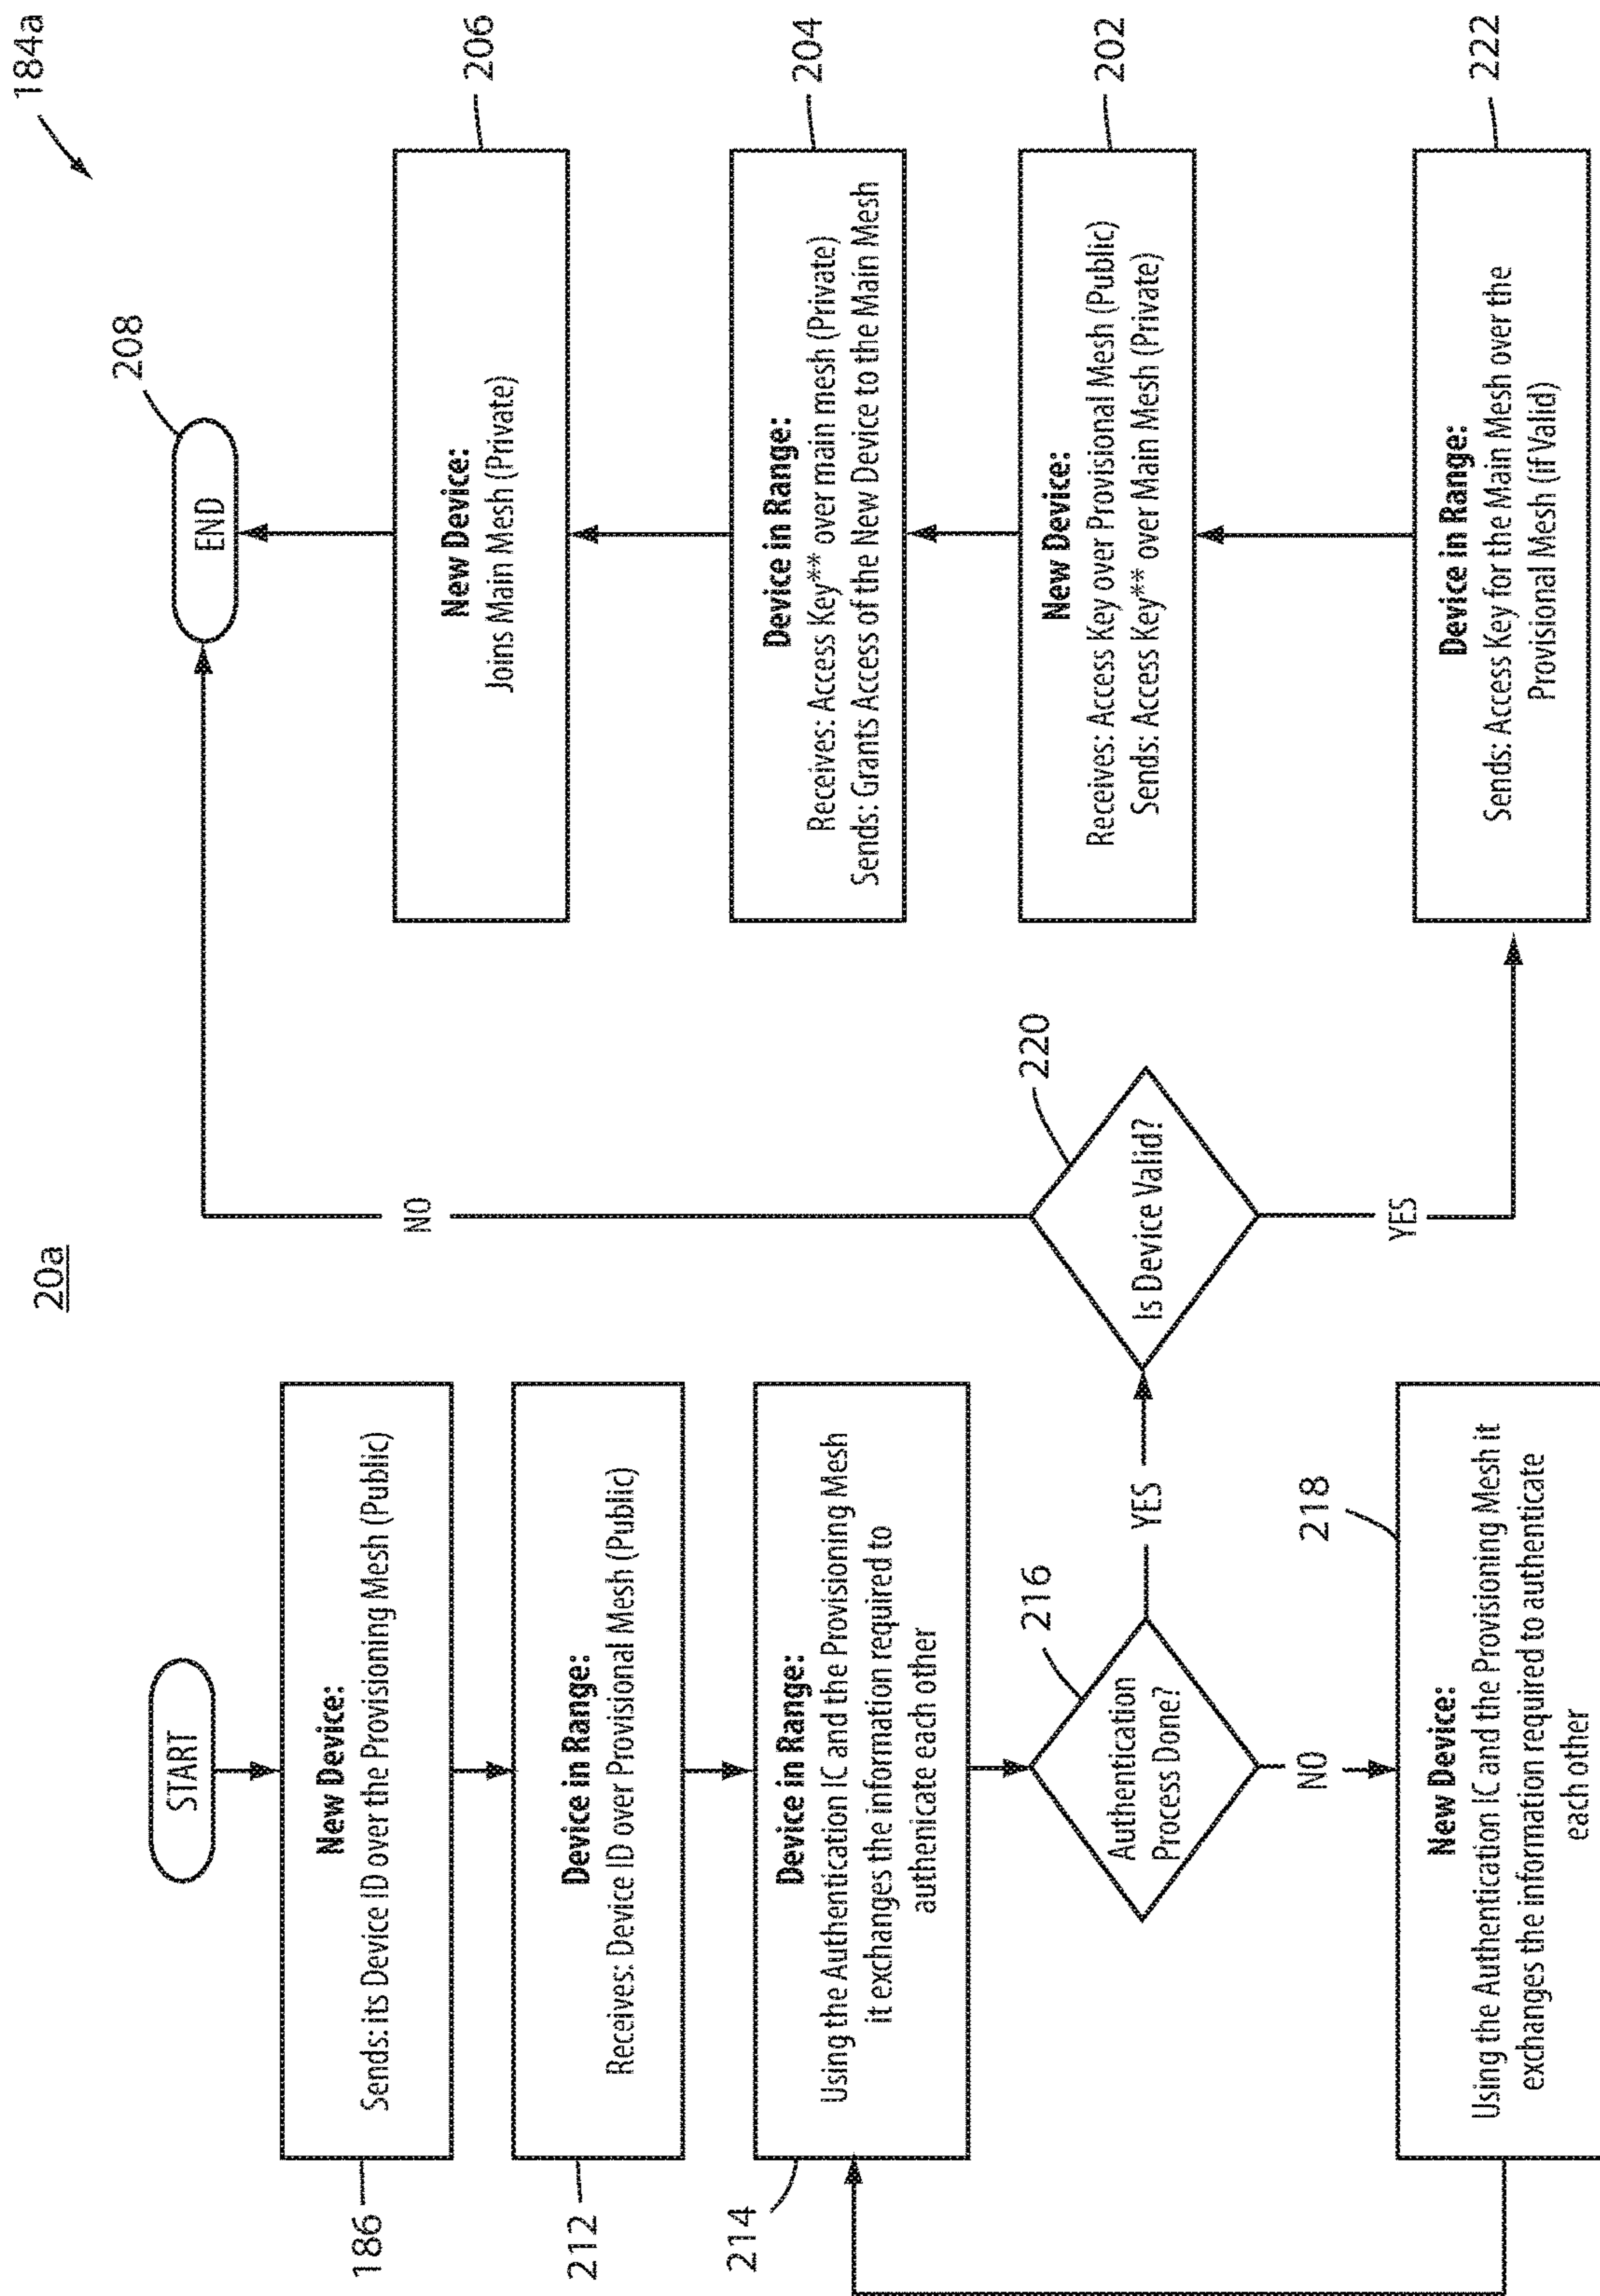 20a
184a
START
New Device:
Sends: its Device ID over the Provisioning Mesh (Public)
186
Device in Range:
Receives: Device ID over Provisional Mesh (Public)
212
Device in Range:
Using the Authentication IC and the Provisioning Mesh
it exchanges the information required to
authenicate each other
214
Authentication
Process Done?
216
YES
NO
New Device:
Using the Authentication IC and the Provisioning Mesh it
exchanges the information required to authenticate
each other
218
Is Device Valid?
220
NO
YES
END
208
New Device:
Joins Main Mesh (Private)
206
Device in Range:
Receives: Access Key** over main mesh (Private)
Sends: Grants Access of the New Device to the Main Mesh
204
New Device:
Receives: Access Key over Provisional Mesh (Public)
Sends: Access Key** over Main Mesh (Private)
202
Device in Range:
Sends: Access Key for the Main Mesh over the
Provisional Mesh (if Valid)
222